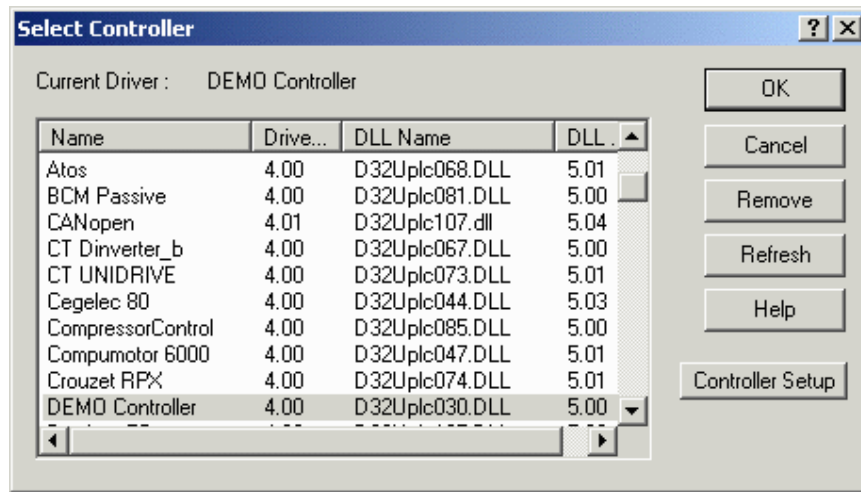 Select Controller
Current Driver : DEMO Controller
OK
Name Drive... DLL Name DLL .
Cancel
Atos 4.00 D32Uplc068.DLL 5.01
BCM Passive 4.00 D32Uplc081.DLL 5.00
Remove
CANopen 4.01 D32Uplc107.dll 5.04
CT Dinverter_b 4.00 D32Uplc067.DLL 5.00
Refresh
CT UNIDRIVE 4.00 D32Uplc073.DLL 5.01
Cegelec 80 4.00 D32Uplc044.DLL 5.03
Help
CompressorControl 4.00 D32Uplc085.DLL 5.00
Compumotor 6000 4.00 D32Uplc047.DLL 5.01
Crouzet RPX 4.00 D32Uplc074.DLL 5.01
Controller Setup
DEMO Controller 4.00 D32Uplc030.DLL 5.00